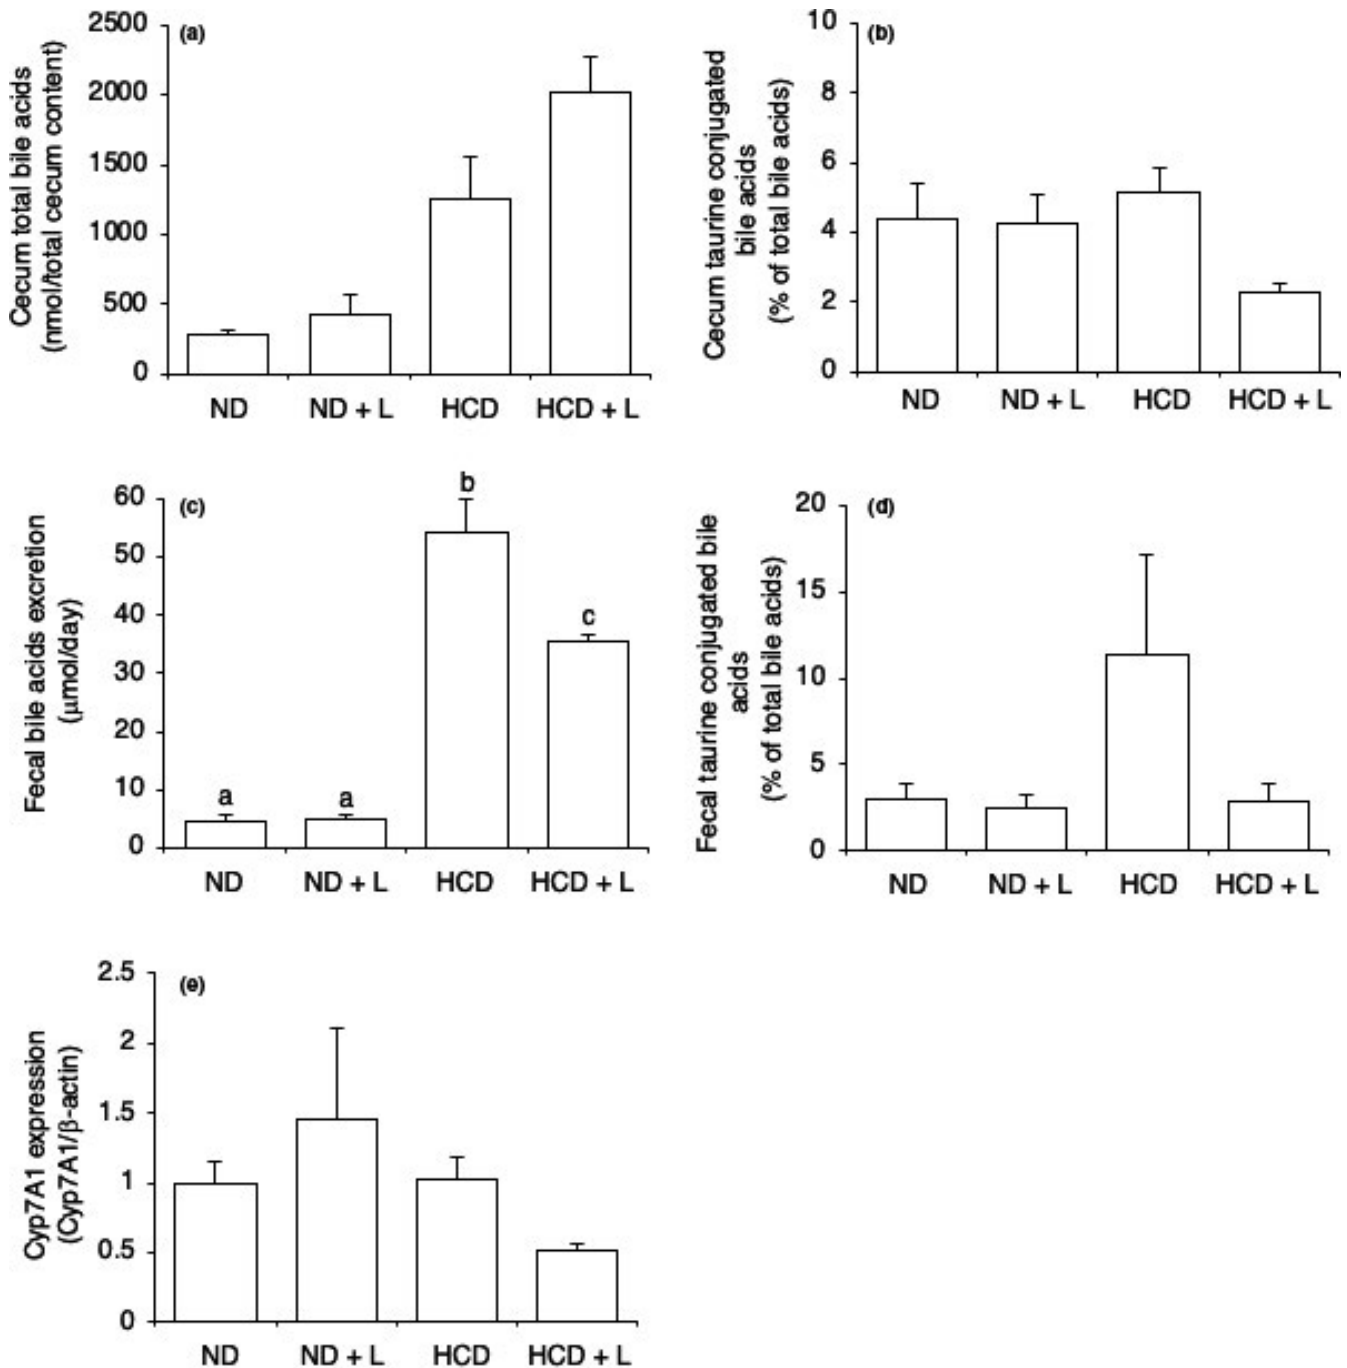 (a)
Cecum total bile acids
(nmol/total cecum content)
2500
2000
1500
1000
500
0
ND
ND + L
HCD
HCD + L
(b)
Cecum taurine conjugated
bile acids
(% of total bile acids)
10
8
6
4
2
0
ND
ND + L
HCD
HCD + L
(c)
Fecal bile acids excretion
(μmol/day)
60
50
40
30
20
10
0
a
a
b
c
ND
ND + L
HCD
HCD + L
(d)
Fecal taurine conjugated bile
acids
(% of total bile acids)
20
15
10
5
0
ND
ND + L
HCD
HCD + L
(e)
Cyp7A1 expression
(Cyp7A1/β-actin)
2.5
2
1.5
1
0.5
0
ND
ND + L
HCD
HCD + L